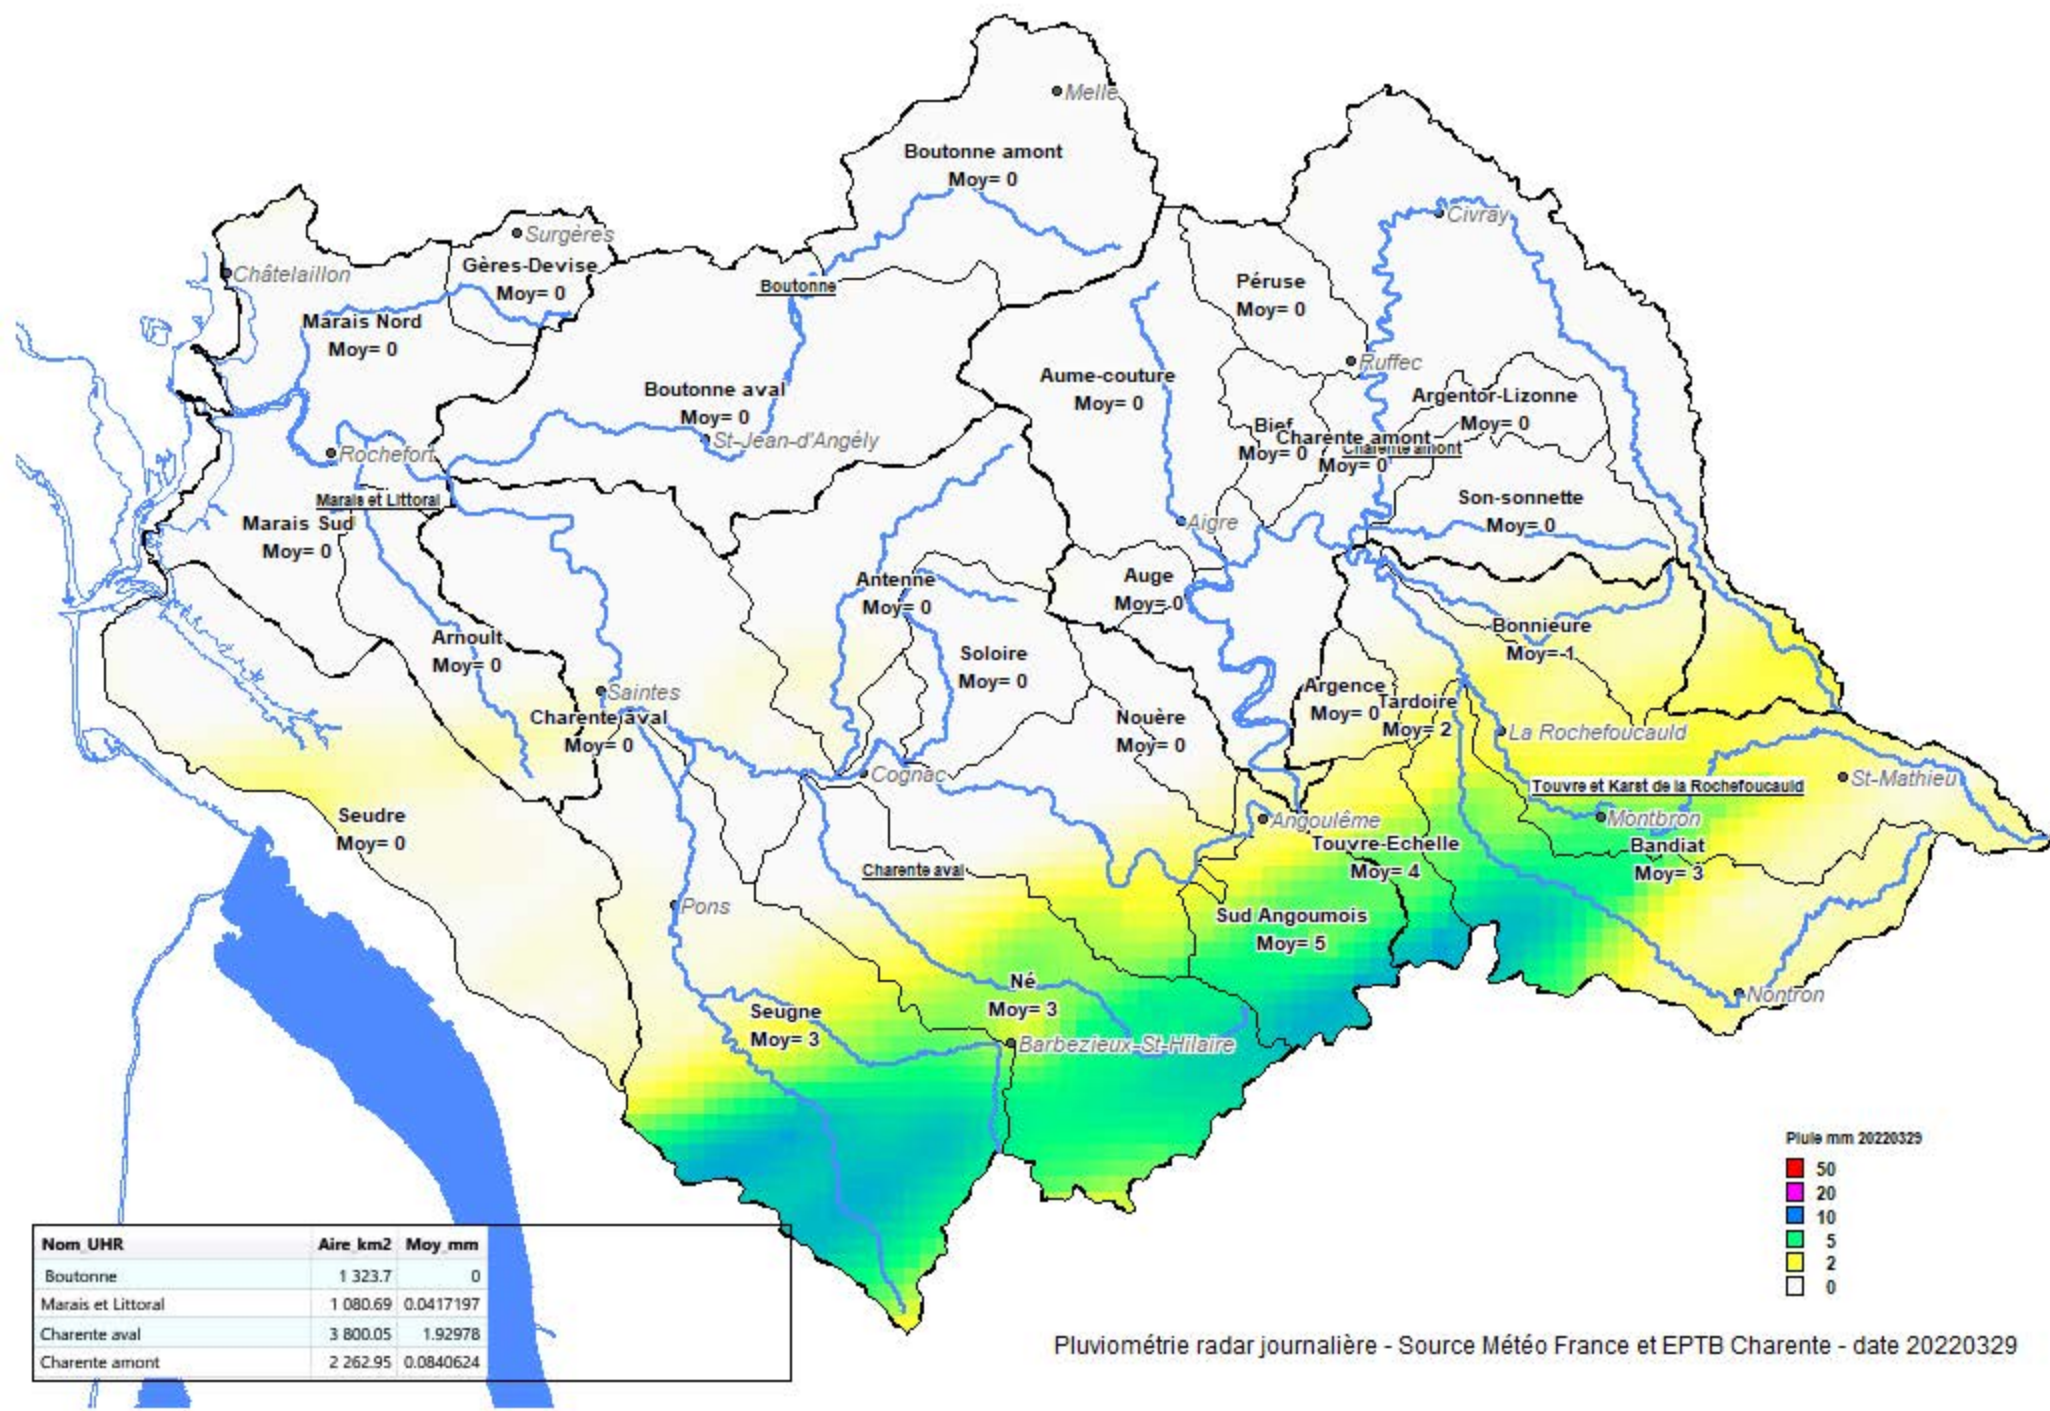 Melle
Boutonne amont
Moy= 0
Civray
Surgères
Gères-Devise
Moy= 0
Châtelaillon
Boutonne
Péruse
Moy= 0
Marais Nord
Moy= 0
Ruffec
Aume-couture
Moy= 0
Boutonne aval
Moy= 0
Argentor-Lizonne
Moy= 0
St-Jean-d'Angély
Bief
Moy= 0
Charente amont
Moy= 0
Charente amont
Rochefort
Marais et Littoral
Son-sonnette
Moy= 0
Marais Sud
Moy= 0
Aigre
Antenne
Moy= 0
Auge
Moy= 0
Bonnieure
Moy= 1
Arnoult
Moy= 0
Soloire
Moy= 0
Saintes
Argence
Moy= 0
Tardoire
Moy= 2
Charente aval
Moy= 0
Nouère
Moy= 0
La Rochefoucauld
Cognac
Touvre et Karst de la Rochefoucauld
St-Mathieu
Seudre
Moy= 0
Angoulême
Montbron
Touvre-Echelle
Moy= 4
Bandiat
Moy= 3
Charente aval
Pons
Sud Angoumois
Moy= 5
Né
Moy= 3
Nontron
Seugne
Moy= 3
Barbezieux-St-Hilaire
Pluie mm 20220329
50
20
10
5
2
0
Nom_UHR Aire_km2 Moy_mm
Boutonne 1 323.7 0
Marais et Littoral 1 080.69 0.0417197
Charente aval 3 800.05 1.92978
Charente amont 2 262.95 0.0840624
Pluviométrie radar journalière - Source Météo France et EPTB Charente - date 20220329